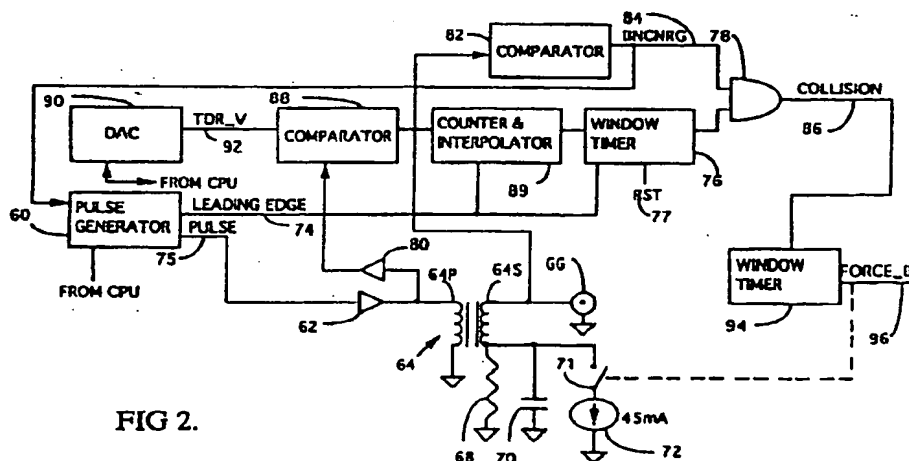 84
82
COMPARATOR
DNCNRG
78
90
88
COLLISION
DAC
TDR_V
COMPARATOR
COUNTER &
INTERPOLATOR
WINDOW
TIMER
86
92
FROM CPU
89
RST
76
77
60
PULSE
GENERATOR
LEADING EDGE
74
PULSE
75
80
FROM CPU
64P
64S
GG
WINDOW
TIMER
FORCE_D
62
94
96
64
71
45mA
72
68
70
FIG 2.